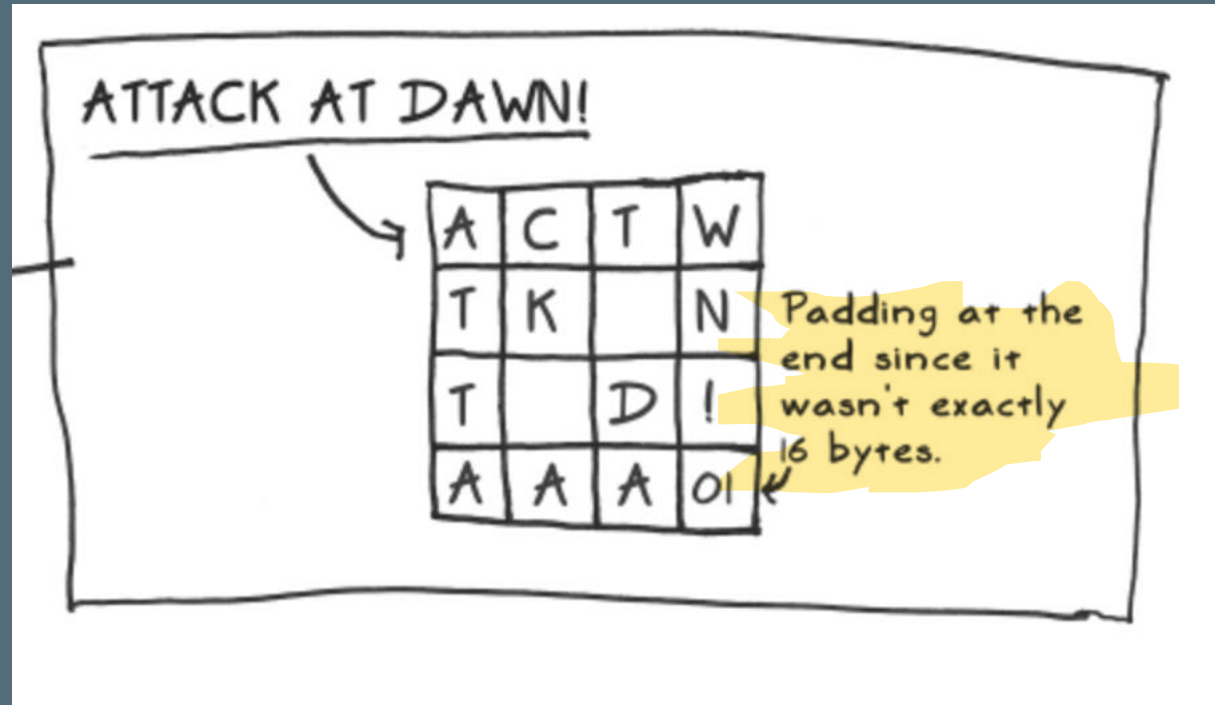 ATTACK AT DAWN!
A C T W
T K N
T D !
A A A 01
Padding at the
end since it
wasn't exactly
16 bytes.